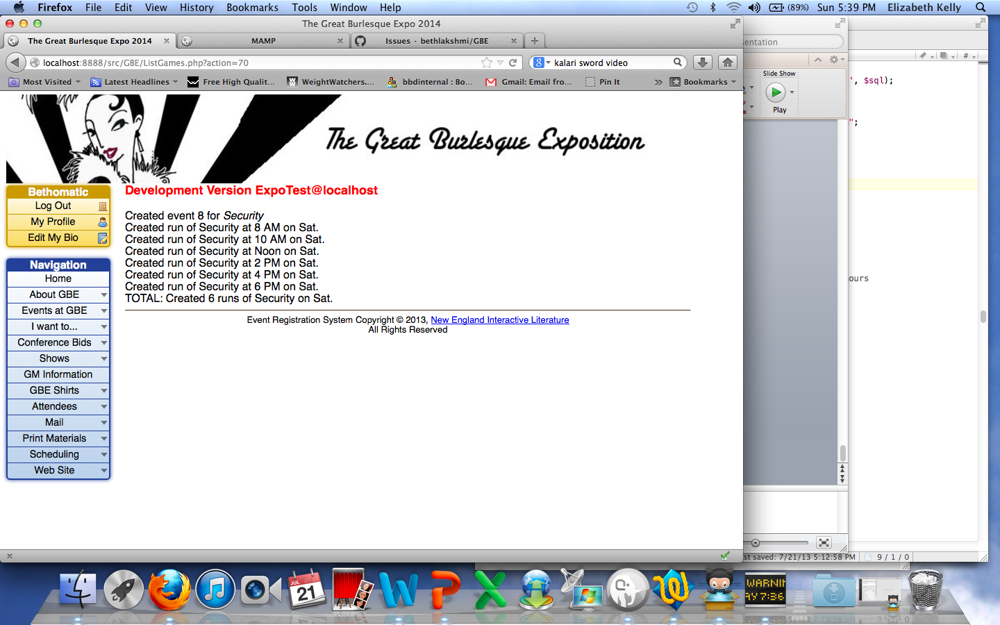 Firefox File Edit View History Bookmarks Tools Window Help (89%) Sun 5:39 PM Elizabeth Kelly
The Great Burlesque Expo 2014
The Great Burlesque Expo 2014 MAMP Issues · bethlakshmi/GBE
localhost:8888/src/GBE/ListGames.php?action=70 kalari sword video
Most Visited Latest Headlines Free High Qualit... WeightWatchers.... bbdinternal : Bo... Gmail: Email fro... Pin It Bookmarks
The Great Burlesque Exposition
Bethomatic
Log Out
My Profile
Edit My Bio
Navigation
Home
About GBE
Events at GBE
I want to...
Conference Bids
Shows
GM Information
GBE Shirts
Attendees
Mail
Print Materials
Scheduling
Web Site
Development Version ExpoTest@localhost
Created event 8 for Security
Created run of Security at 8 AM on Sat.
Created run of Security at 10 AM on Sat.
Created run of Security at Noon on Sat.
Created run of Security at 2 PM on Sat.
Created run of Security at 4 PM on Sat.
Created run of Security at 6 PM on Sat.
TOTAL: Created 6 runs of Security on Sat.
Event Registration System Copyright © 2013, New England Interactive Literature
All Rights Reserved
entation
Slide Show
Play
', $sql);
";
ours
st saved: 7/21/13 5:12:58 PM 9 / 1 / 0
JUL
21
WARNIN
AY 7:36